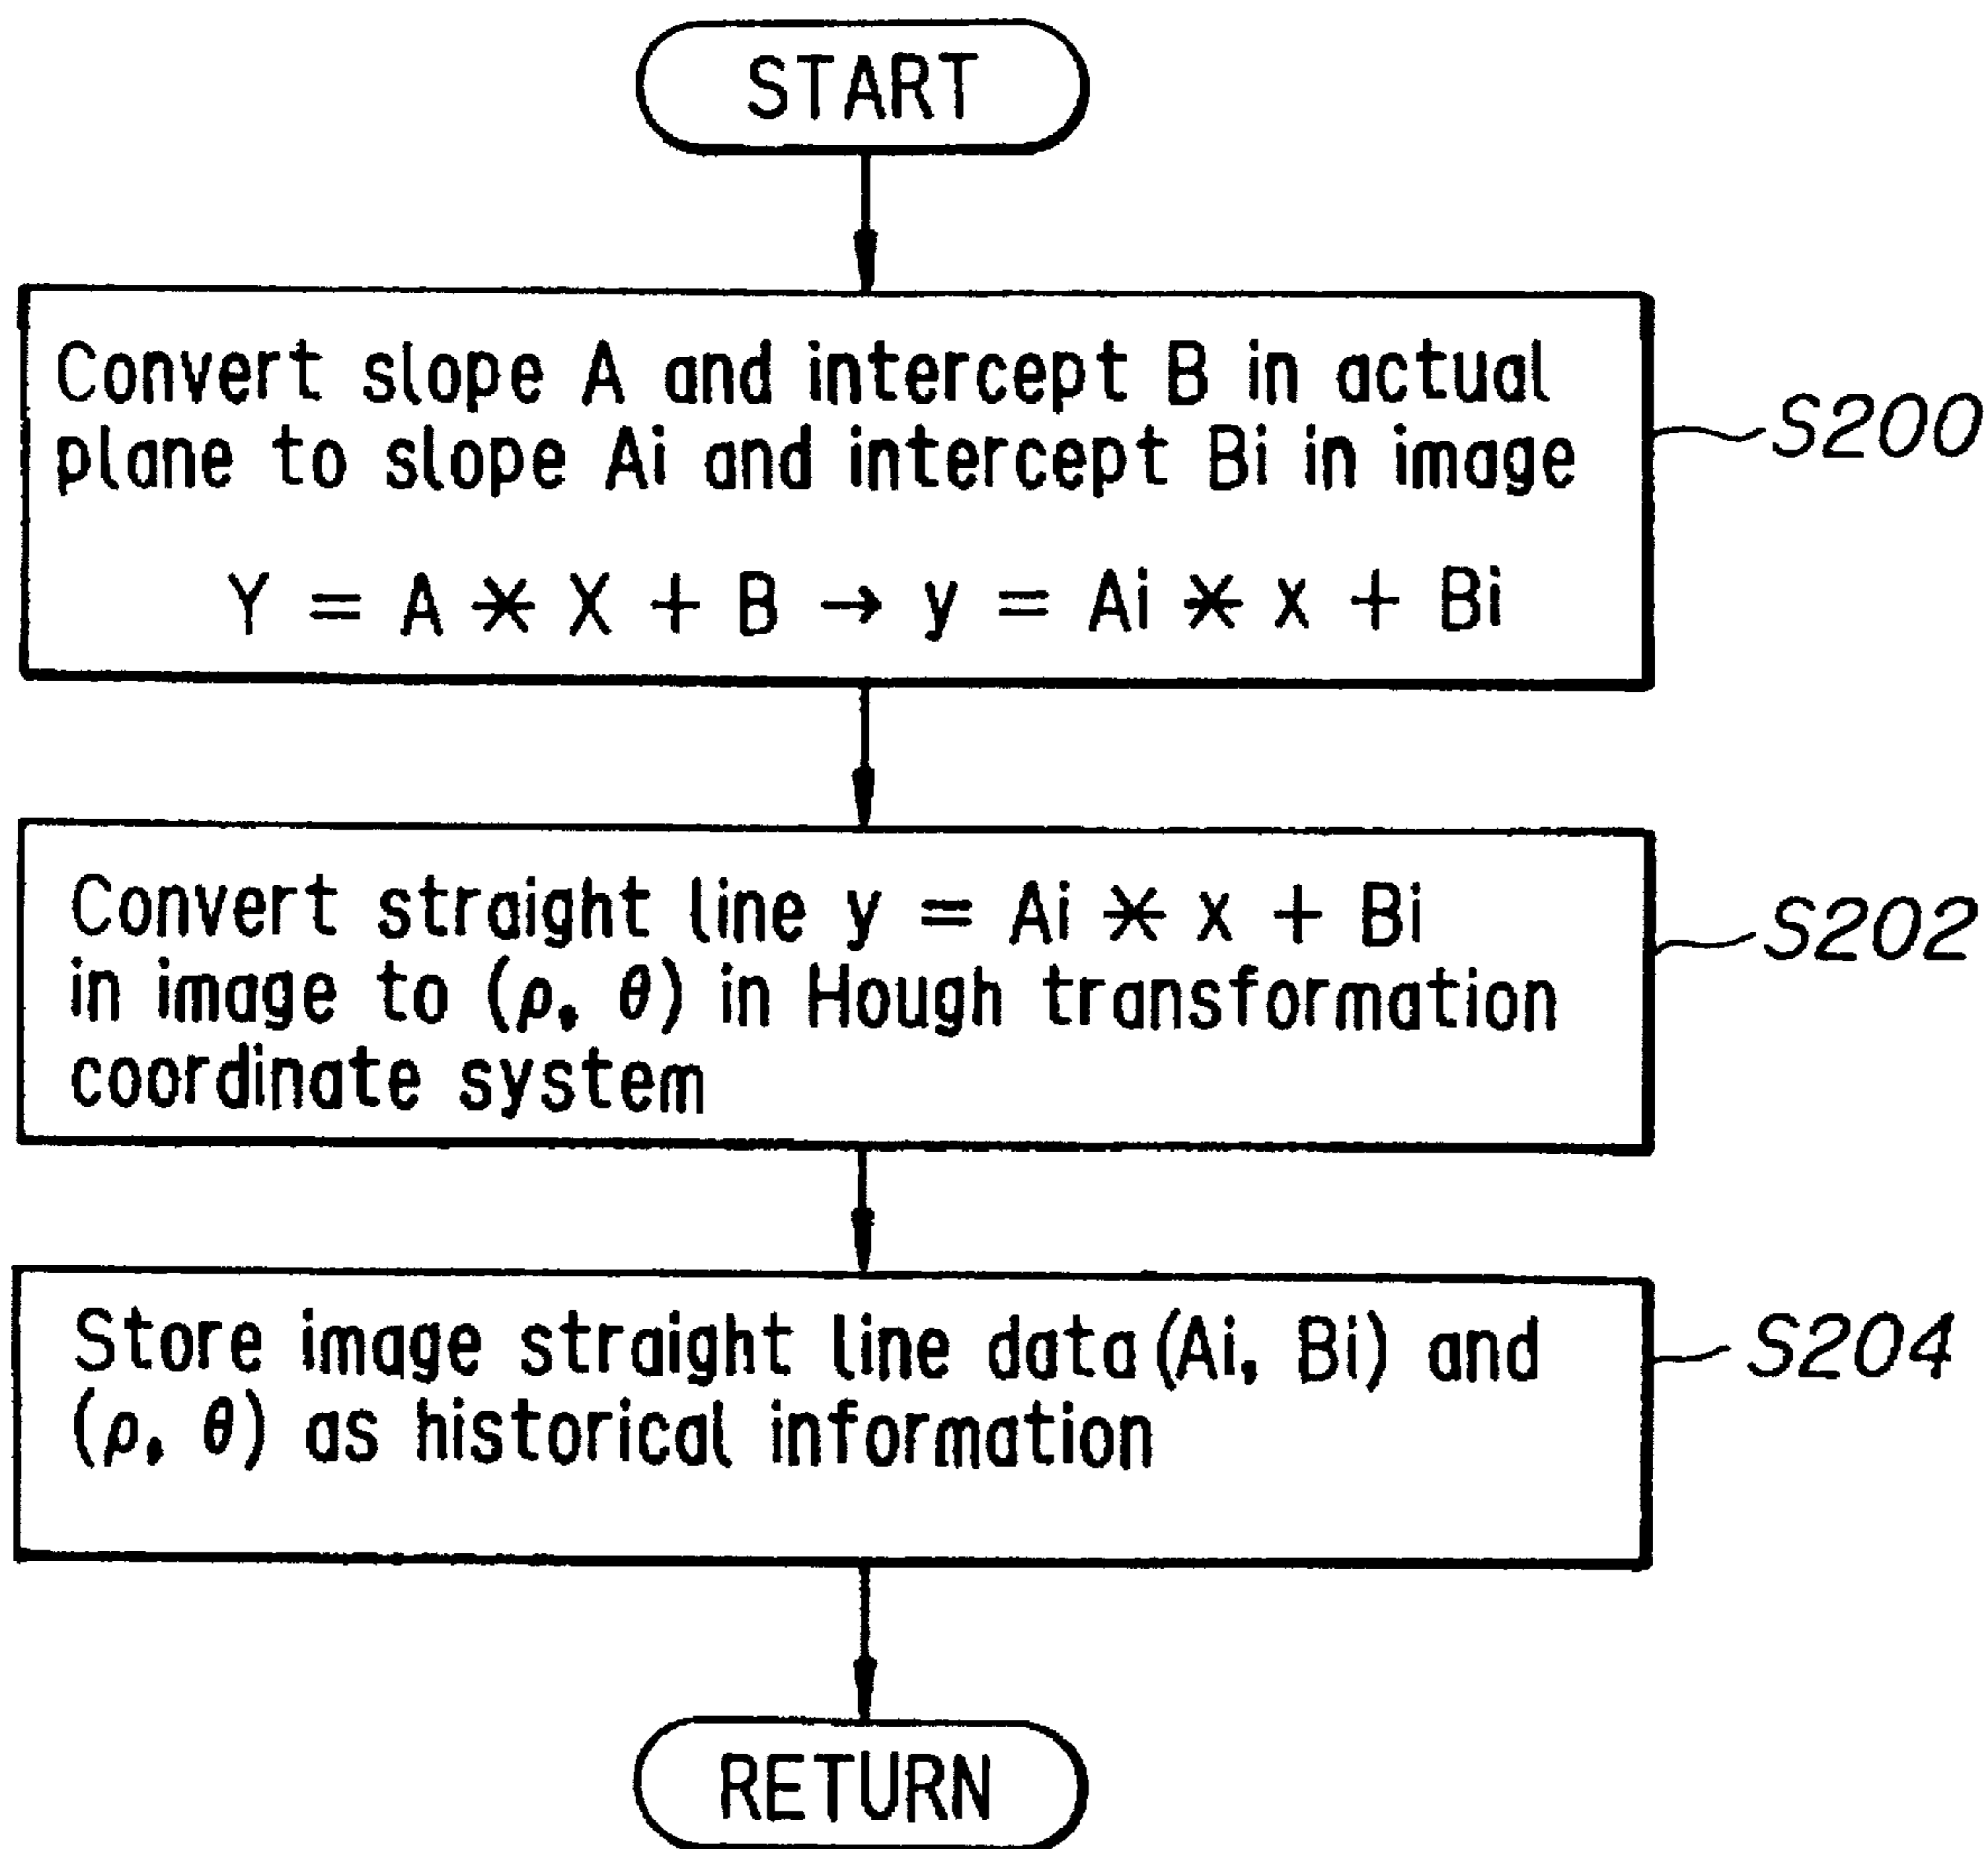 START
Convert slope A and intercept B in actual
plane to slope Ai and intercept Bi in image
S200
Y = A * X + B → y = Ai * x + Bi
Convert straight line y = Ai * x + Bi
S202
in image to (ρ, θ) in Hough transformation
coordinate system
Store image straight line data (Ai, Bi) and
S204
(ρ, θ) as historical information
RETURN